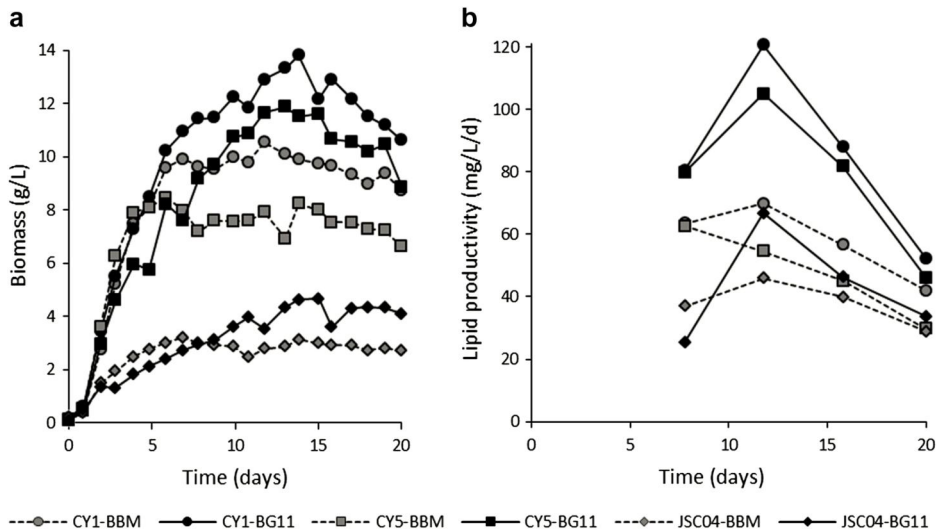 a
b
14
12
10
8
6
4
2
0
Biomass (g/L)
0 5 10 15 20
Time (days)
120
100
80
60
40
20
0
Lipid productivity (mg/L/d)
0 5 10 15 20
Time (days)
CY1-BBM CY1-BG11 CY5-BBM CY5-BG11 JSC04-BBM JSC04-BG11